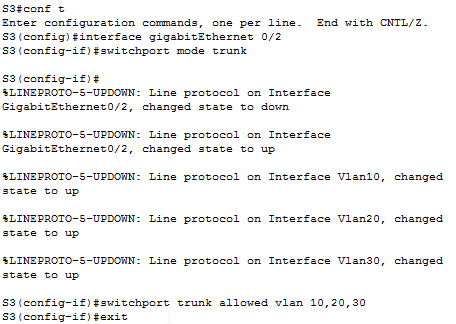 S3#conf t
Enter configuration commands, one per line.  End with CNTL/Z.
S3(config)#interface gigabitEthernet 0/2
S3(config-if)#switchport mode trunk
S3(config-if)#
%LINEPROTO-5-UPDOWN: Line protocol on Interface
GigabitEthernet0/2, changed state to down
%LINEPROTO-5-UPDOWN: Line protocol on Interface
GigabitEthernet0/2, changed state to up
%LINEPROTO-5-UPDOWN: Line protocol on Interface Vlan10, changed
state to up
%LINEPROTO-5-UPDOWN: Line protocol on Interface Vlan20, changed
state to up
%LINEPROTO-5-UPDOWN: Line protocol on Interface Vlan30, changed
state to up
S3(config-if)#switchport trunk allowed vlan 10,20,30
S3(config-if)#exit